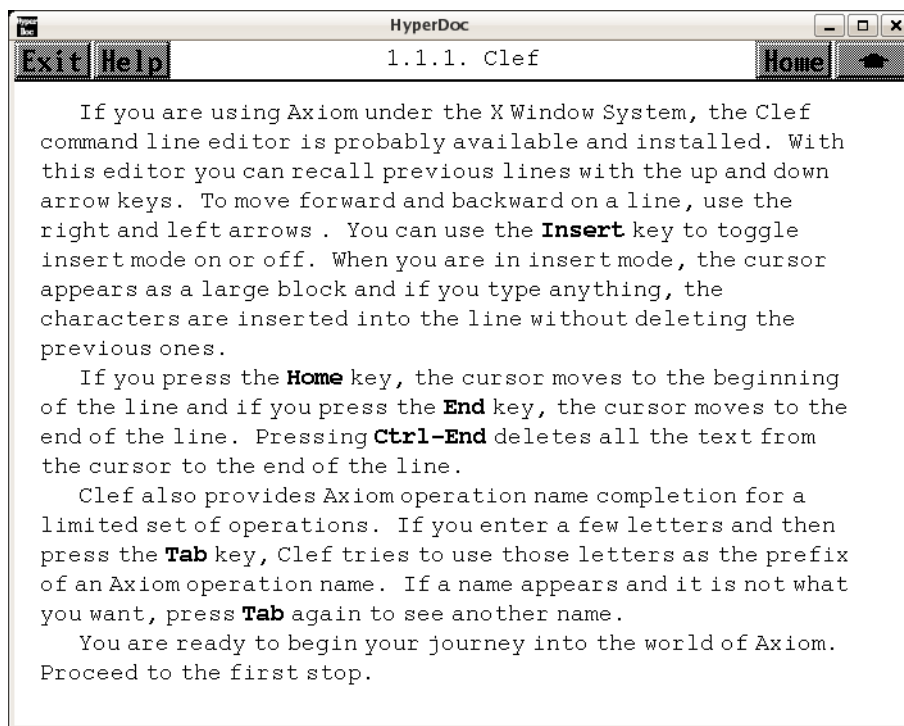 Hyper
Doc
HyperDoc
Exit Help 1.1.1. Clef Home
If you are using Axiom under the X Window System, the Clef
command line editor is probably available and installed. With
this editor you can recall previous lines with the up and down
arrow keys. To move forward and backward on a line, use the
right and left arrows . You can use the Insert key to toggle
insert mode on or off. When you are in insert mode, the cursor
appears as a large block and if you type anything, the
characters are inserted into the line without deleting the
previous ones.
If you press the Home key, the cursor moves to the beginning
of the line and if you press the End key, the cursor moves to the
end of the line. Pressing Ctrl-End deletes all the text from
the cursor to the end of the line.
Clef also provides Axiom operation name completion for a
limited set of operations. If you enter a few letters and then
press the Tab key, Clef tries to use those letters as the prefix
of an Axiom operation name. If a name appears and it is not what
you want, press Tab again to see another name.
You are ready to begin your journey into the world of Axiom.
Proceed to the first stop.